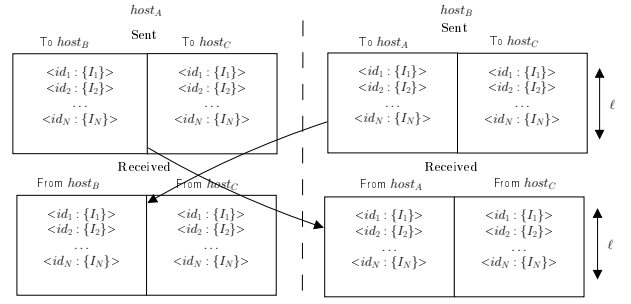 host_A
Sent
To host_B
To host_C
<id_1 : {I_1}>
<id_2 : {I_2}>
...
<id_N : {I_N}>
<id_1 : {I_1}>
<id_2 : {I_2}>
...
<id_N : {I_N}>
Received
From host_B
From host_C
<id_1 : {I_1}>
<id_2 : {I_2}>
...
<id_N : {I_N}>
<id_1 : {I_1}>
<id_2 : {I_2}>
...
<id_N : {I_N}>
host_B
Sent
To host_A
To host_C
<id_1 : {I_1}>
<id_2 : {I_2}>
...
<id_N : {I_N}>
<id_1 : {I_1}>
<id_2 : {I_2}>
...
<id_N : {I_N}>
ℓ
Received
From host_A
From host_C
<id_1 : {I_1}>
<id_2 : {I_2}>
...
<id_N : {I_N}>
<id_1 : {I_1}>
<id_2 : {I_2}>
...
<id_N : {I_N}>
ℓ